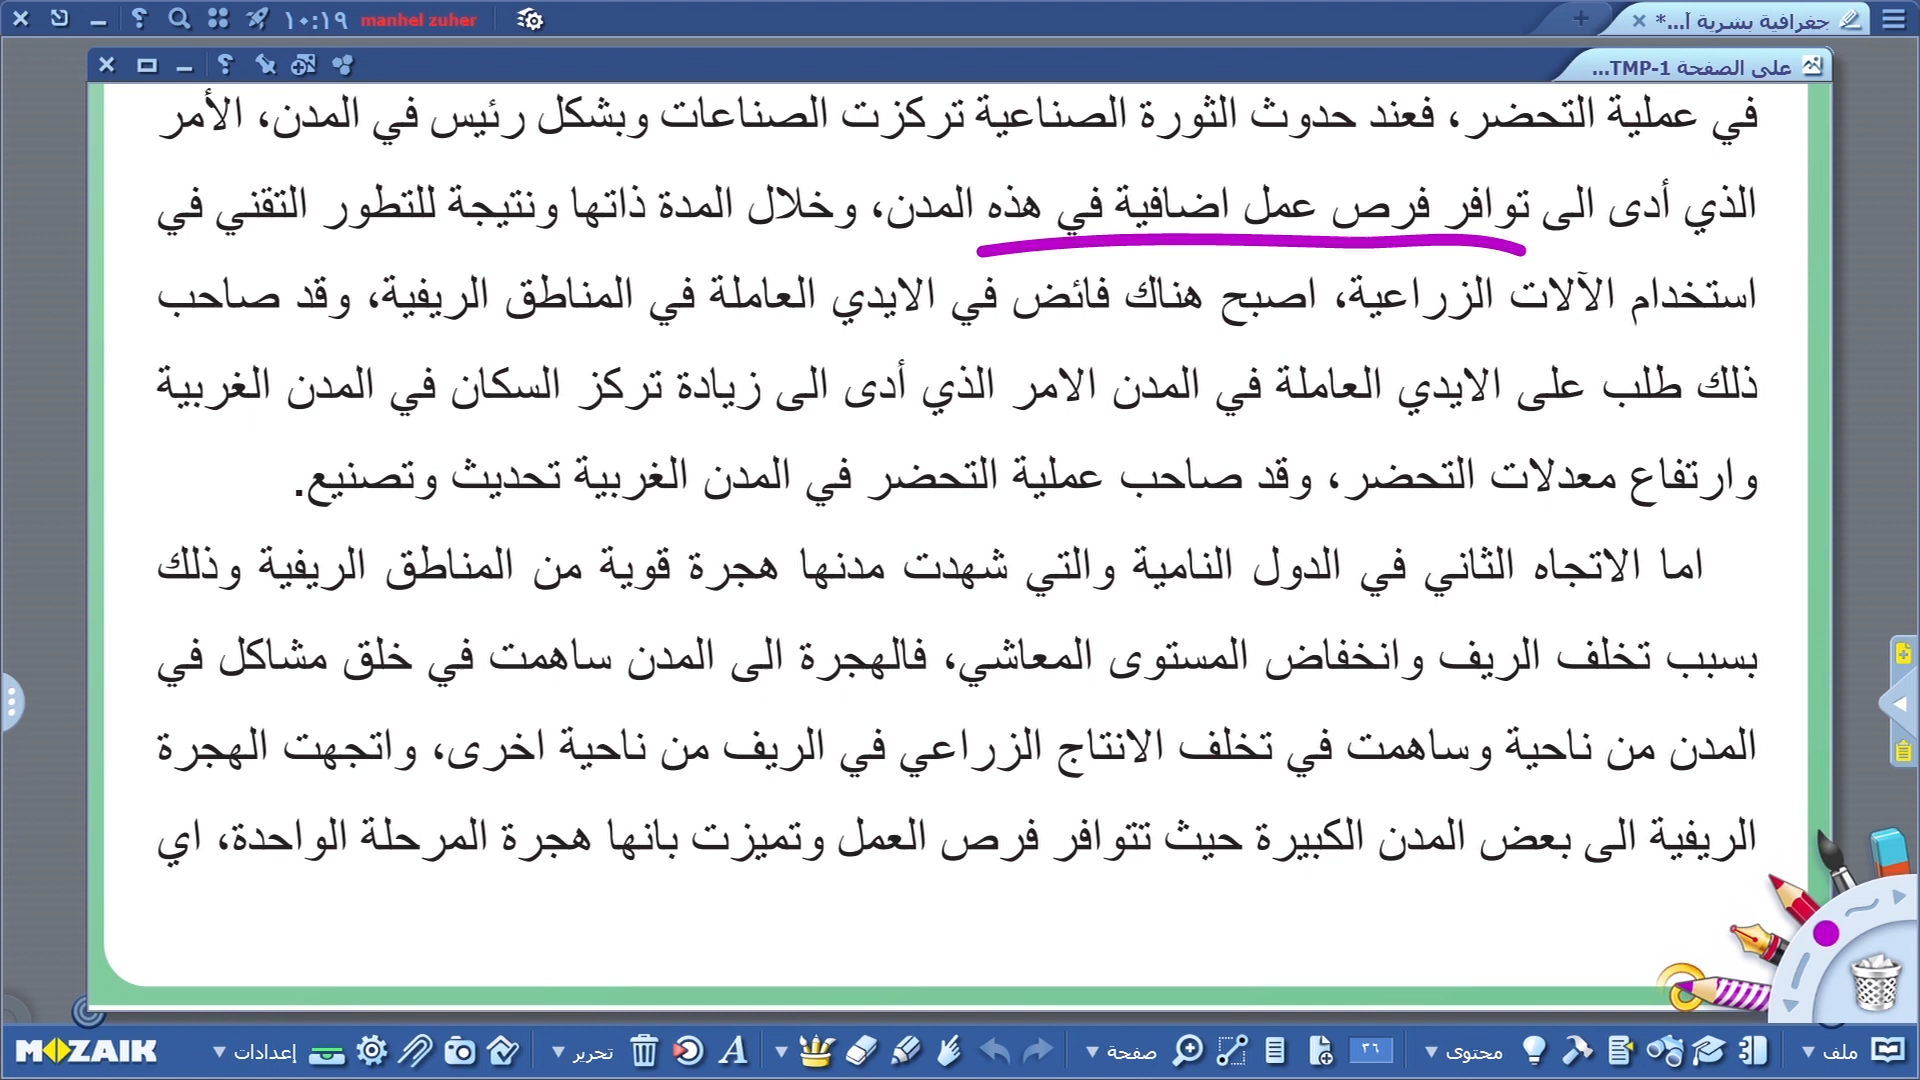 جغرافية بشرية آ...*
manhel zuher
١٠:١٩
على الصفحة TMP-1...
في عملية التحضر، فعند حدوث الثورة الصناعية تركزت الصناعات وبشكل رئيس في المدن، الأمر
الذي أدى الى توافر فرص عمل اضافية في هذه المدن، وخلال المدة ذاتها ونتيجة للتطور التقني في
استخدام الآلات الزراعية، اصبح هناك فائض في الايدي العاملة في المناطق الريفية، وقد صاحب
ذلك طلب على الايدي العاملة في المدن الامر الذي أدى الى زيادة تركز السكان في المدن الغربية
وارتفاع معدلات التحضر، وقد صاحب عملية التحضر في المدن الغربية تحديث وتصنيع.
اما الاتجاه الثاني في الدول النامية والتي شهدت مدنها هجرة قوية من المناطق الريفية وذلك
بسبب تخلف الريف وانخفاض المستوى المعاشي، فالهجرة الى المدن ساهمت في خلق مشاكل في
المدن من ناحية وساهمت في تخلف الانتاج الزراعي في الريف من ناحية اخرى، واتجهت الهجرة
الريفية الى بعض المدن الكبيرة حيث تتوافر فرص العمل وتميزت بانها هجرة المرحلة الواحدة، اي
ملف محتوى ٣٦ صفحة تحرير إعدادات MOZAIK